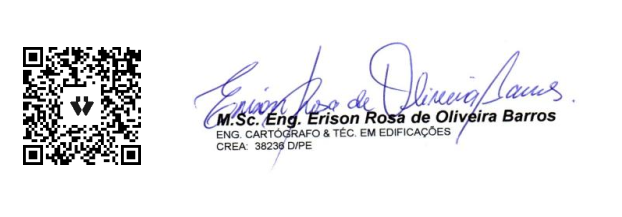 Erison Rosa de Oliveira Barros.
M.Sc. Eng. Erison Rosa de Oliveira Barros
ENG. CARTÓGRAFO & TÉC. EM EDIFICAÇÕES
CREA: 38236 D/PE